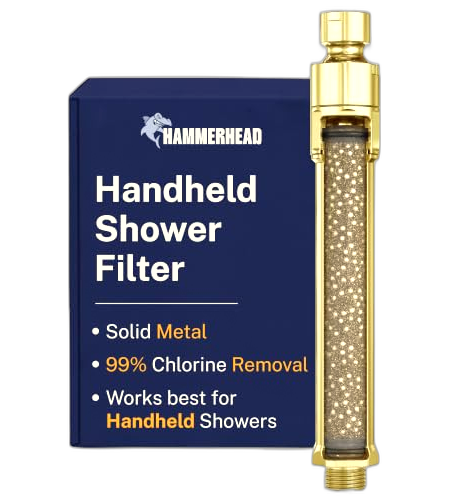 HAMMERHEAD
Handheld
Shower
Filter
• Solid Metal
• 99% Chlorine Removal
• Works best for
Handheld Showers